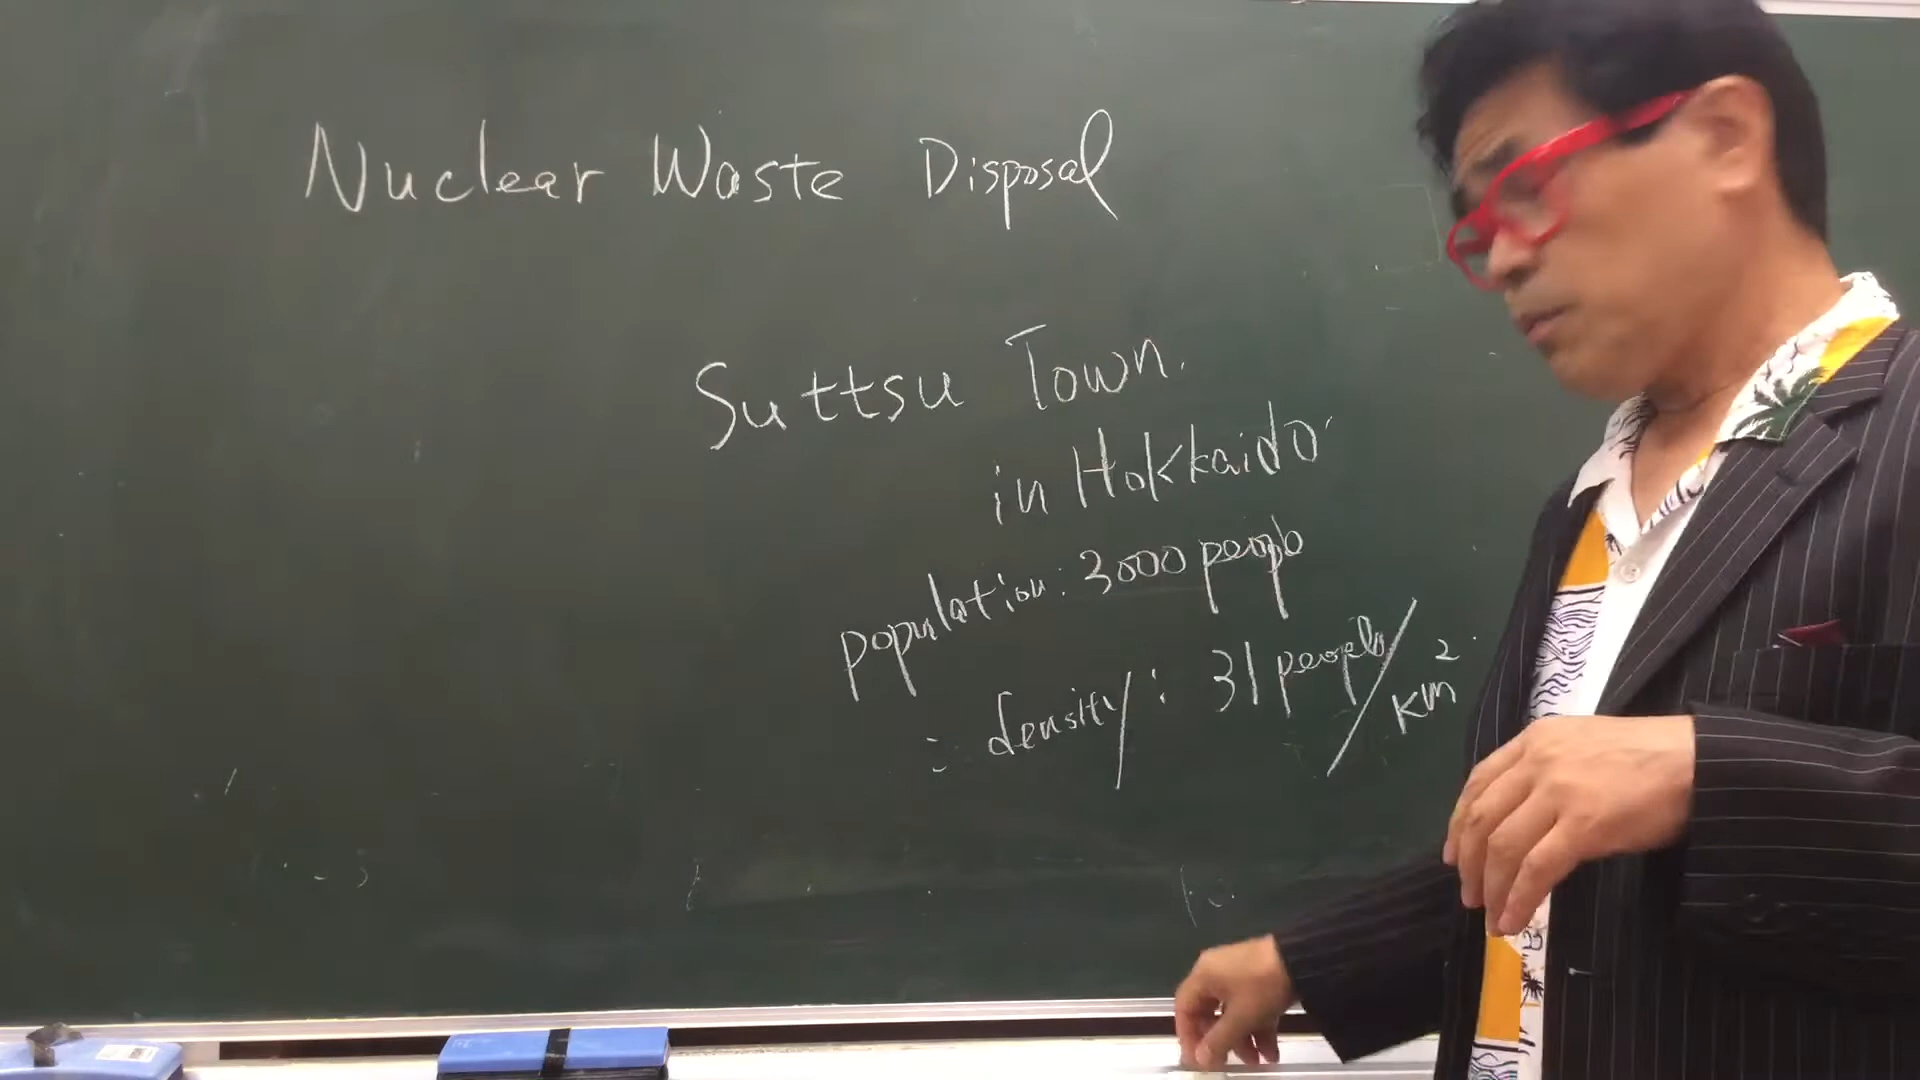 Nuclear Waste Disposal
Suttsu Town.
in Hokkaido
population: 3000 people
: density: 31 people/km²